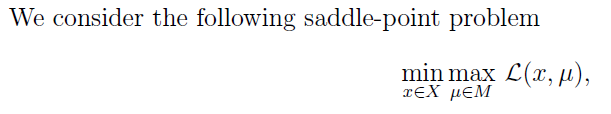 We consider the following saddle-point problem
min max ℒ(x, μ),
x∈X μ∈M